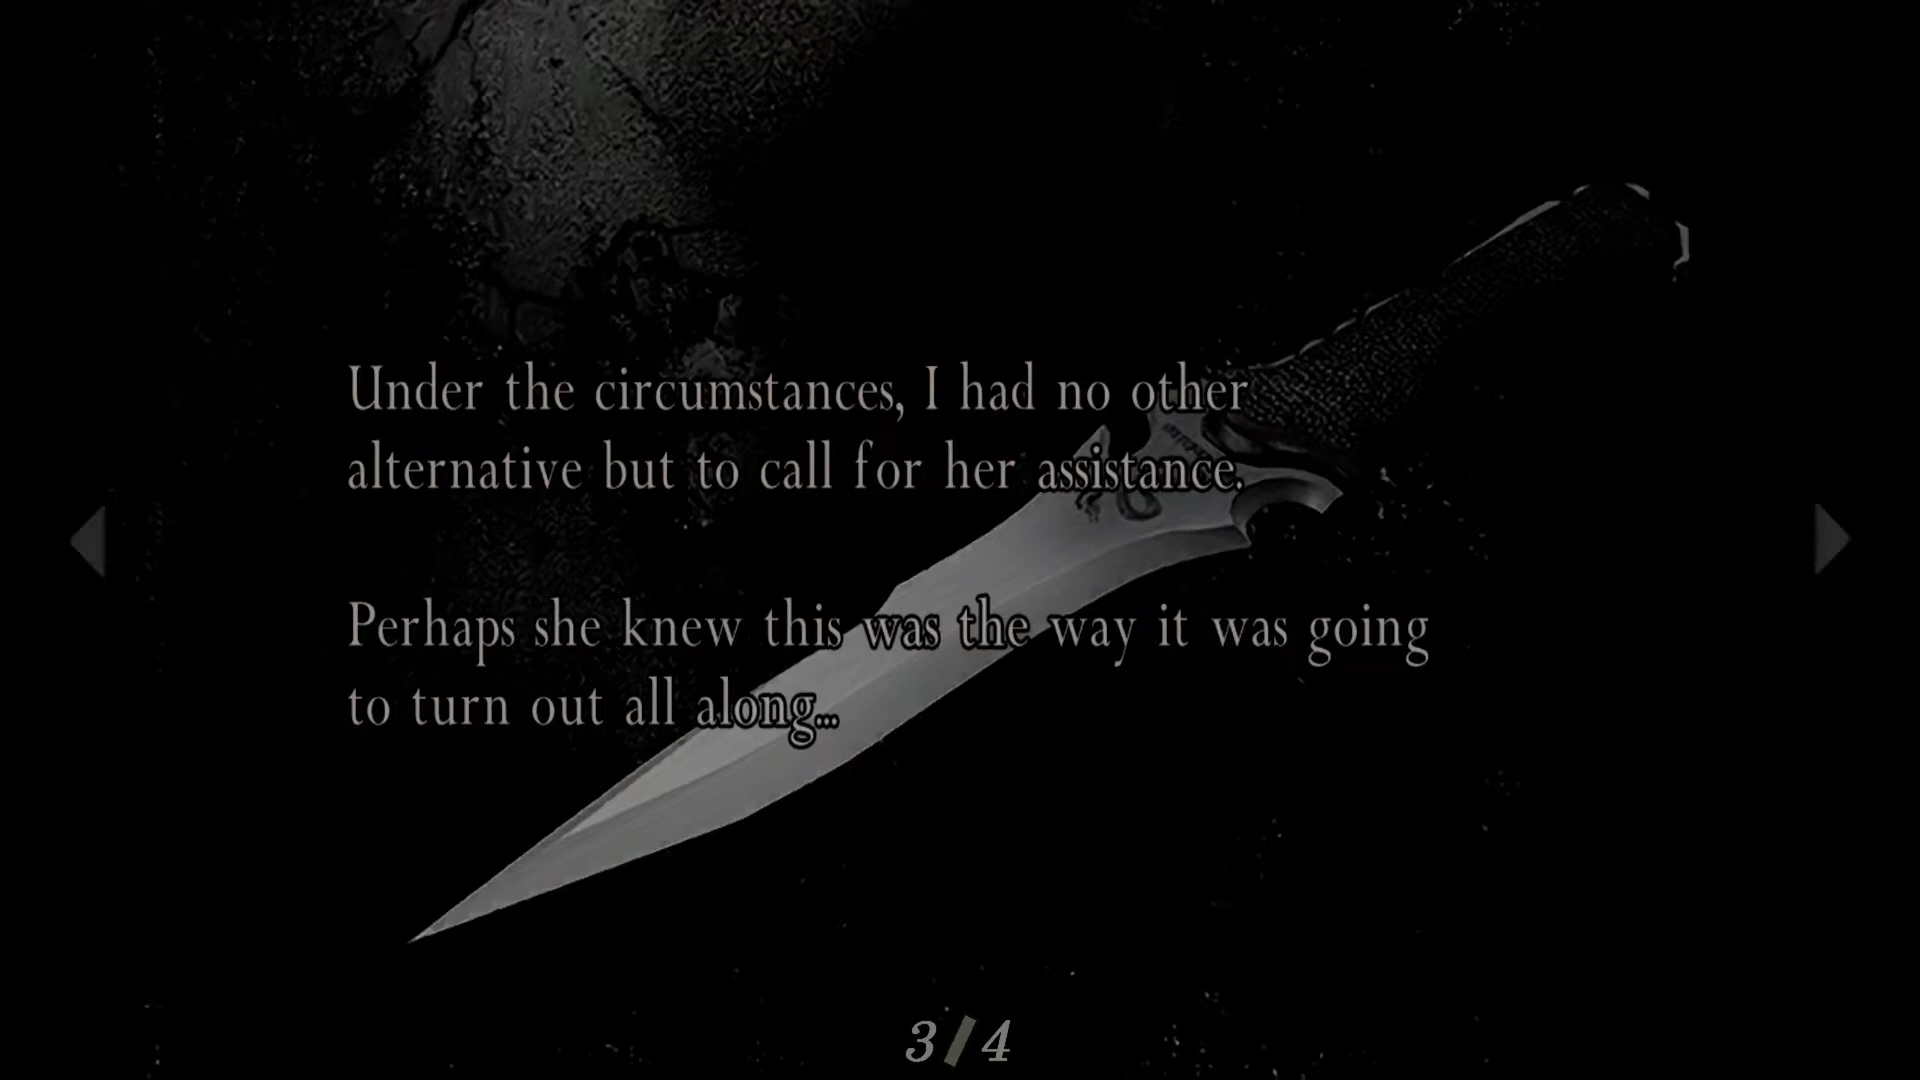 Under the circumstances, I had no other
alternative but to call for her assistance.
Perhaps she knew this was the way it was going
to turn out all along...
3/4